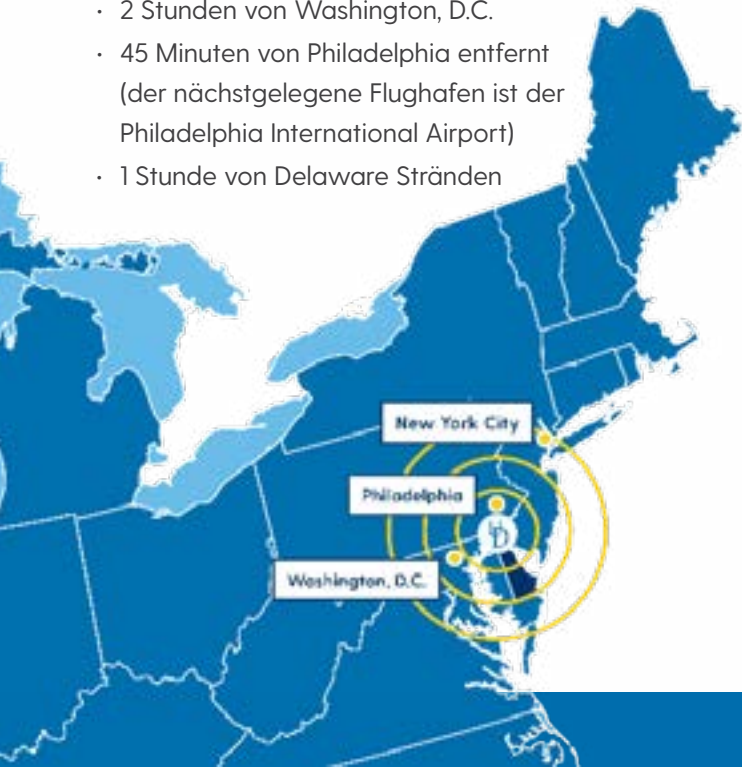 · 2 Stunden von Washington, D.C.
· 45 Minuten von Philadelphia entfernt
(der nächstgelegene Flughafen ist der
Philadelphia International Airport)
· 1 Stunde von Delaware Stränden
New York City
Philadelphia
UD
Washington, D.C.